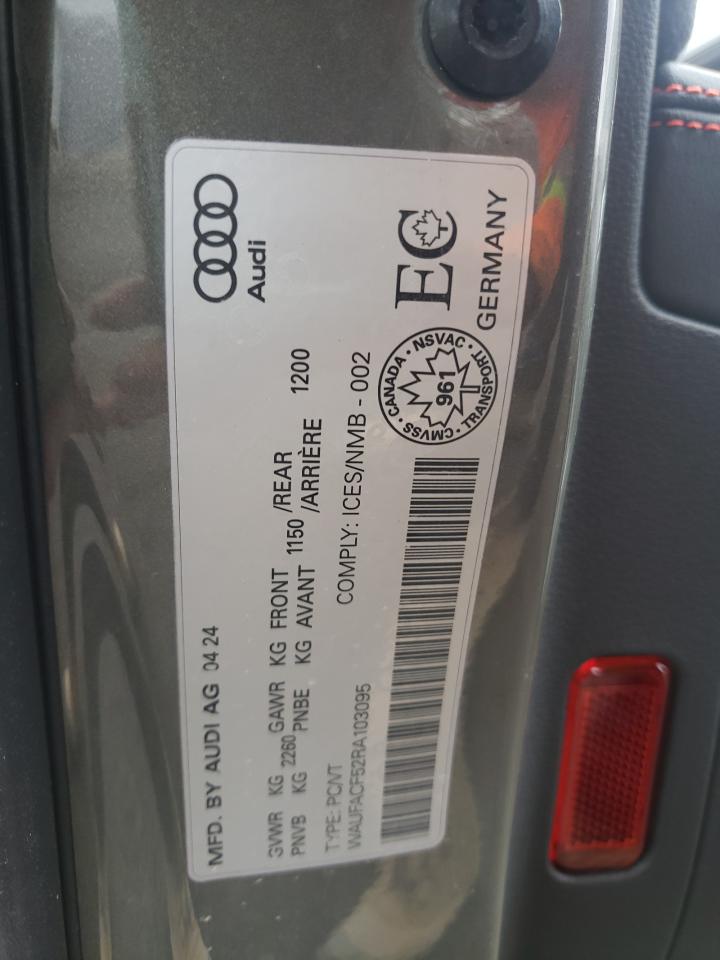 Audi
MFD. BY AUDI AG 04 24
GVWR KG 2260 GAWR KG FRONT 1150 /REAR 1200
PNVB KG PNBE KG AVANT /ARRIÈRE
TYPE: PC/VT
COMPLY: ICES/NMB - 002
WAUFACF52RA103095
CMVSS · CANADA · NSVAC · TRANSPORT ·
961
EC
GERMANY